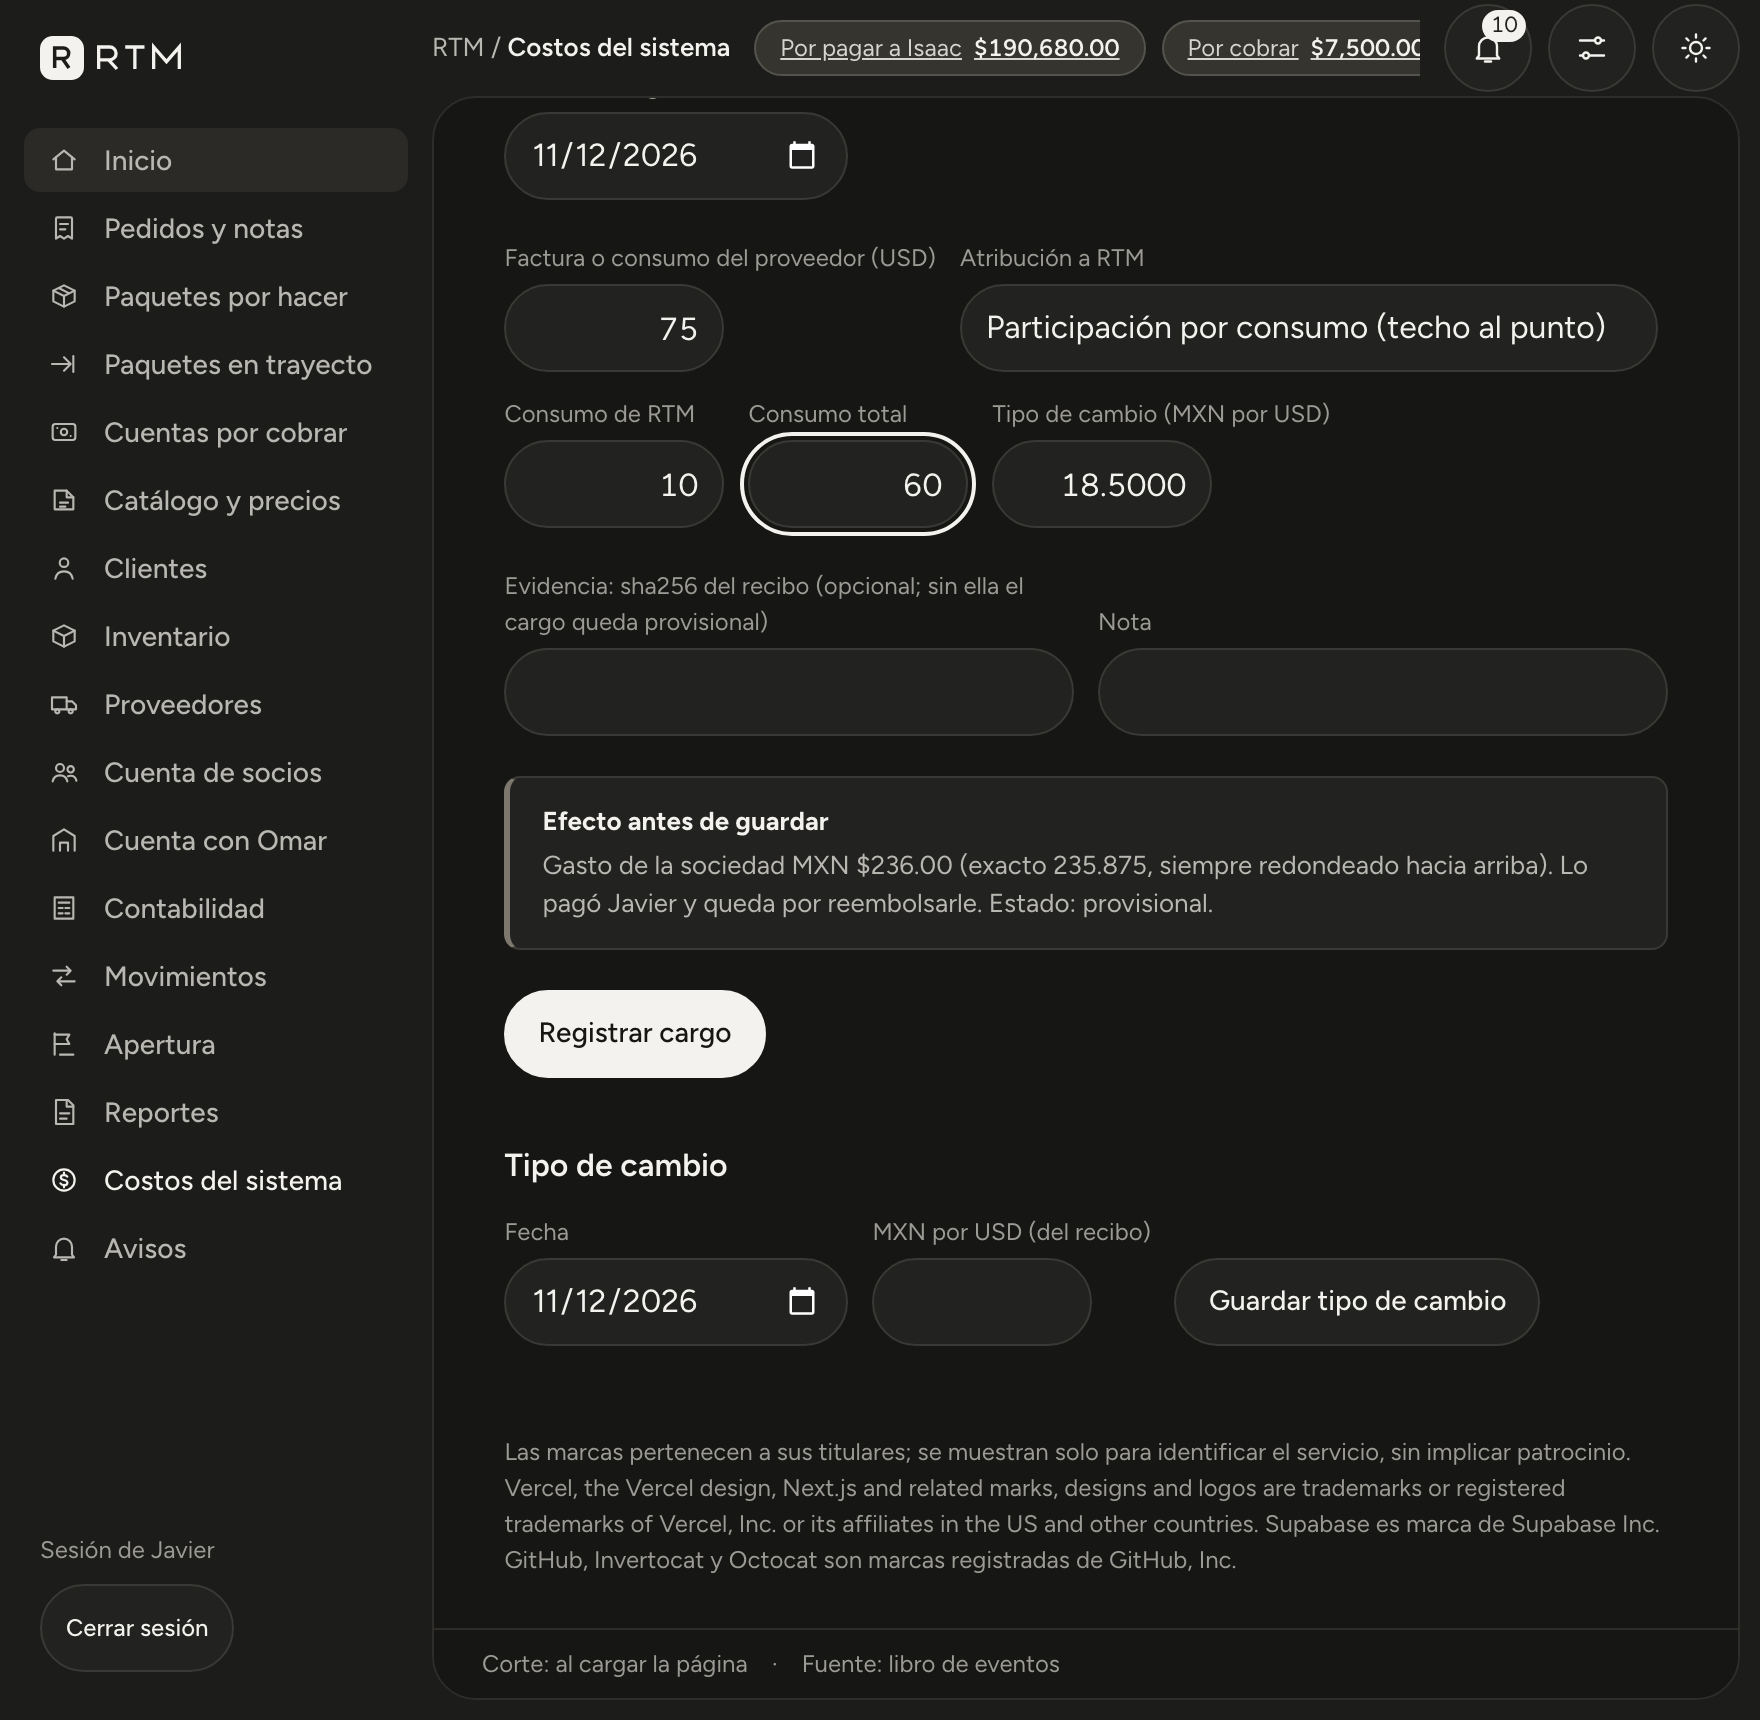 R RTM
RTM / Costos del sistema
Por pagar a Isaac $190,680.00
Por cobrar $7,500.00
10
Inicio
Pedidos y notas
Paquetes por hacer
Paquetes en trayecto
Cuentas por cobrar
Catálogo y precios
Clientes
Inventario
Proveedores
Cuenta de socios
Cuenta con Omar
Contabilidad
Movimientos
Apertura
Reportes
Costos del sistema
Avisos
Sesión de Javier
Cerrar sesión
11/12/2026
Factura o consumo del proveedor (USD)
Atribución a RTM
75
Participación por consumo (techo al punto)
Consumo de RTM
Consumo total
Tipo de cambio (MXN por USD)
10
60
18.5000
Evidencia: sha256 del recibo (opcional; sin ella el
cargo queda provisional)
Nota
Efecto antes de guardar
Gasto de la sociedad MXN $236.00 (exacto 235.875, siempre redondeado hacia arriba). Lo
pagó Javier y queda por reembolsarle. Estado: provisional.
Registrar cargo
Tipo de cambio
Fecha
MXN por USD (del recibo)
11/12/2026
Guardar tipo de cambio
Las marcas pertenecen a sus titulares; se muestran solo para identificar el servicio, sin implicar patrocinio.
Vercel, the Vercel design, Next.js and related marks, designs and logos are trademarks or registered
trademarks of Vercel, Inc. or its affiliates in the US and other countries. Supabase es marca de Supabase Inc.
GitHub, Invertocat y Octocat son marcas registradas de GitHub, Inc.
Corte: al cargar la página · Fuente: libro de eventos